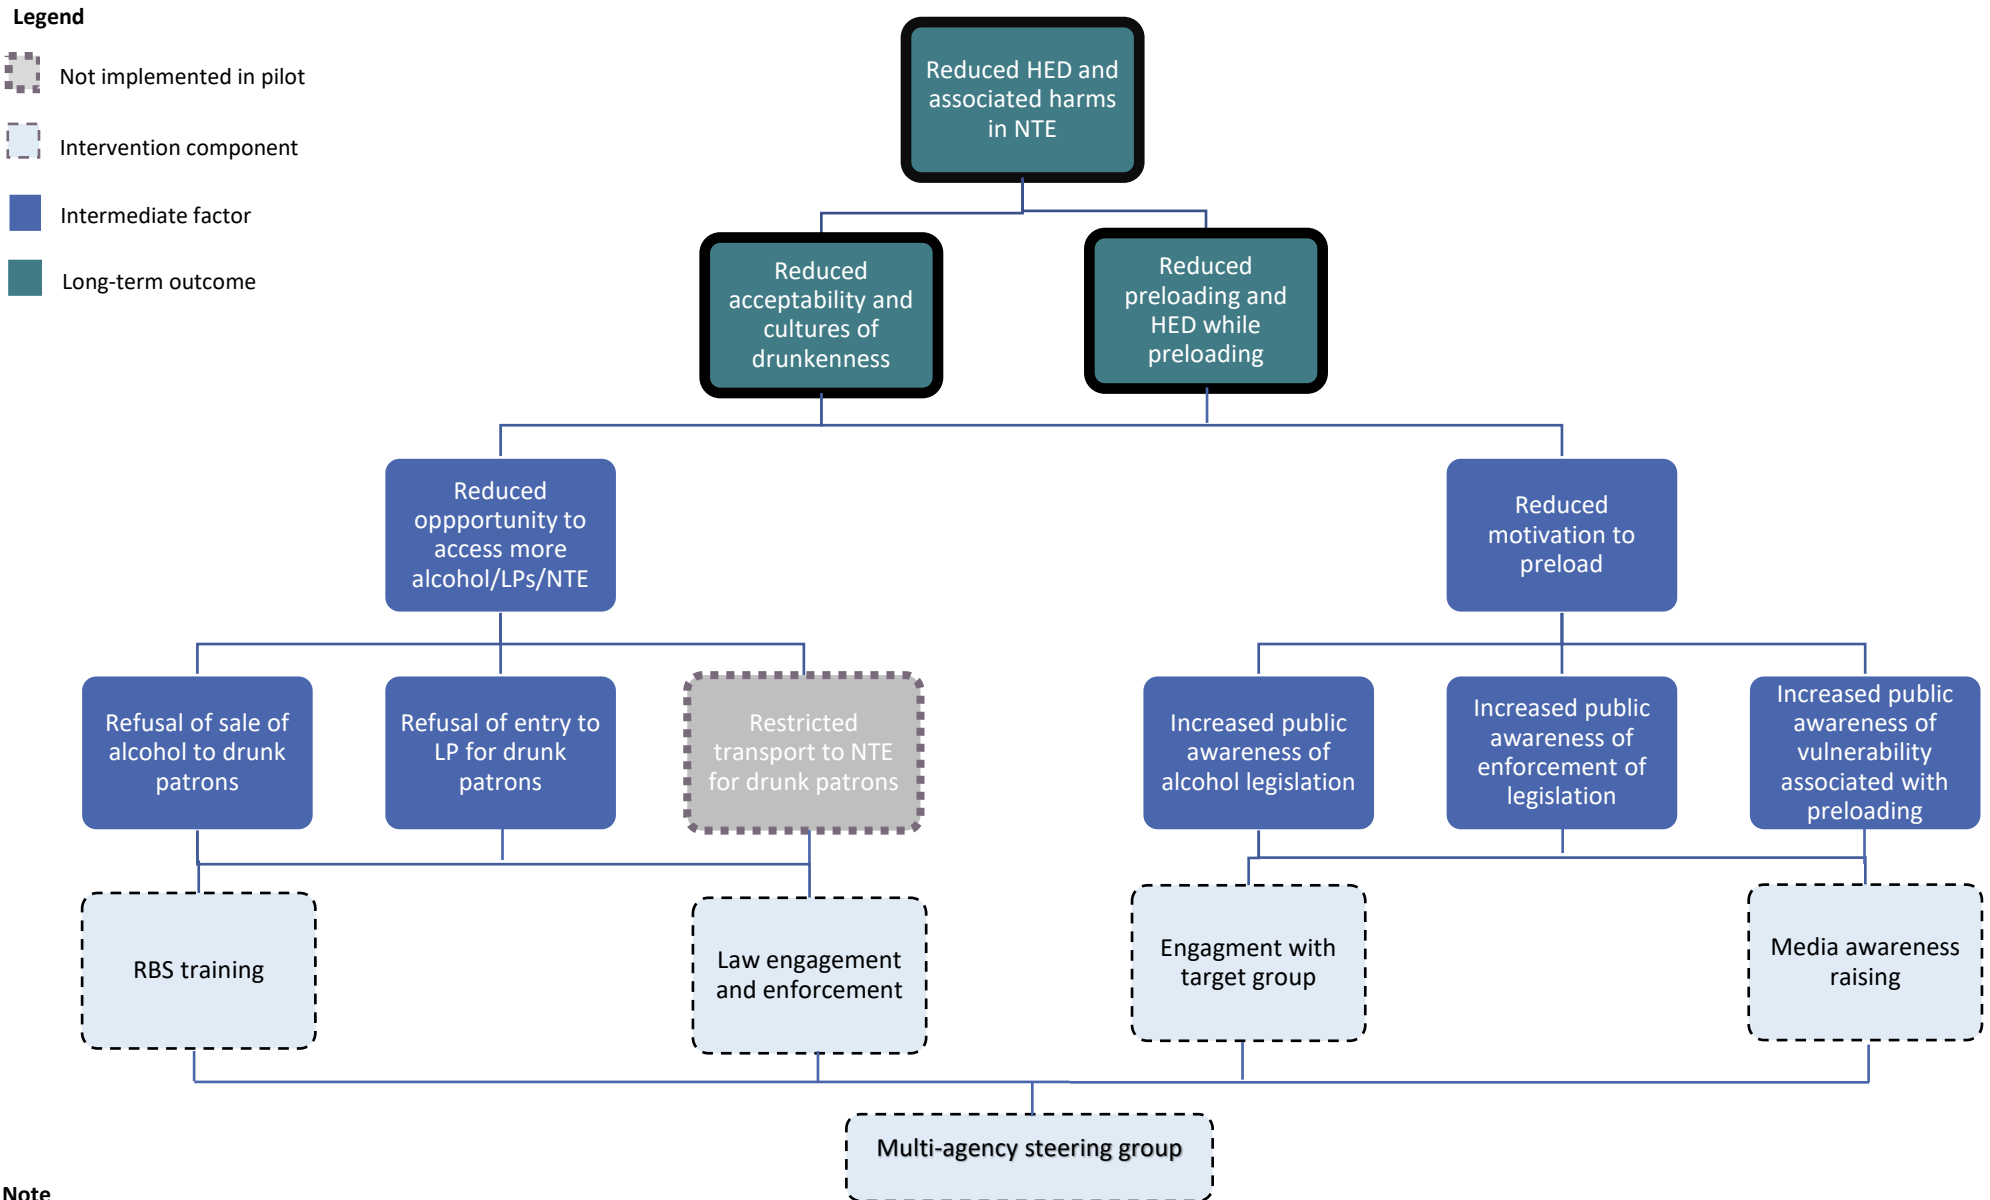 Legend
Not implemented in pilot
Intervention component
Intermediate factor
Long-term outcome
Reduced HED and
associated harms
in NTE
Reduced
acceptability and
cultures of
drunkenness
Reduced
preloading and
HED while
preloading
Reduced
oppportunity to
access more
alcohol/LPs/NTE
Reduced
motivation to
preload
Refusal of sale of
alcohol to drunk
patrons
Refusal of entry to
LP for drunk
patrons
Restricted
transport to NTE
for drunk patrons
Increased public
awareness of
alcohol legislation
Increased public
awareness of
enforcement of
legislation
Increased public
awareness of
vulnerability
associated with
preloading
RBS training
Law engagement
and enforcement
Engagment with
target group
Media awareness
raising
Multi-agency steering group
Note